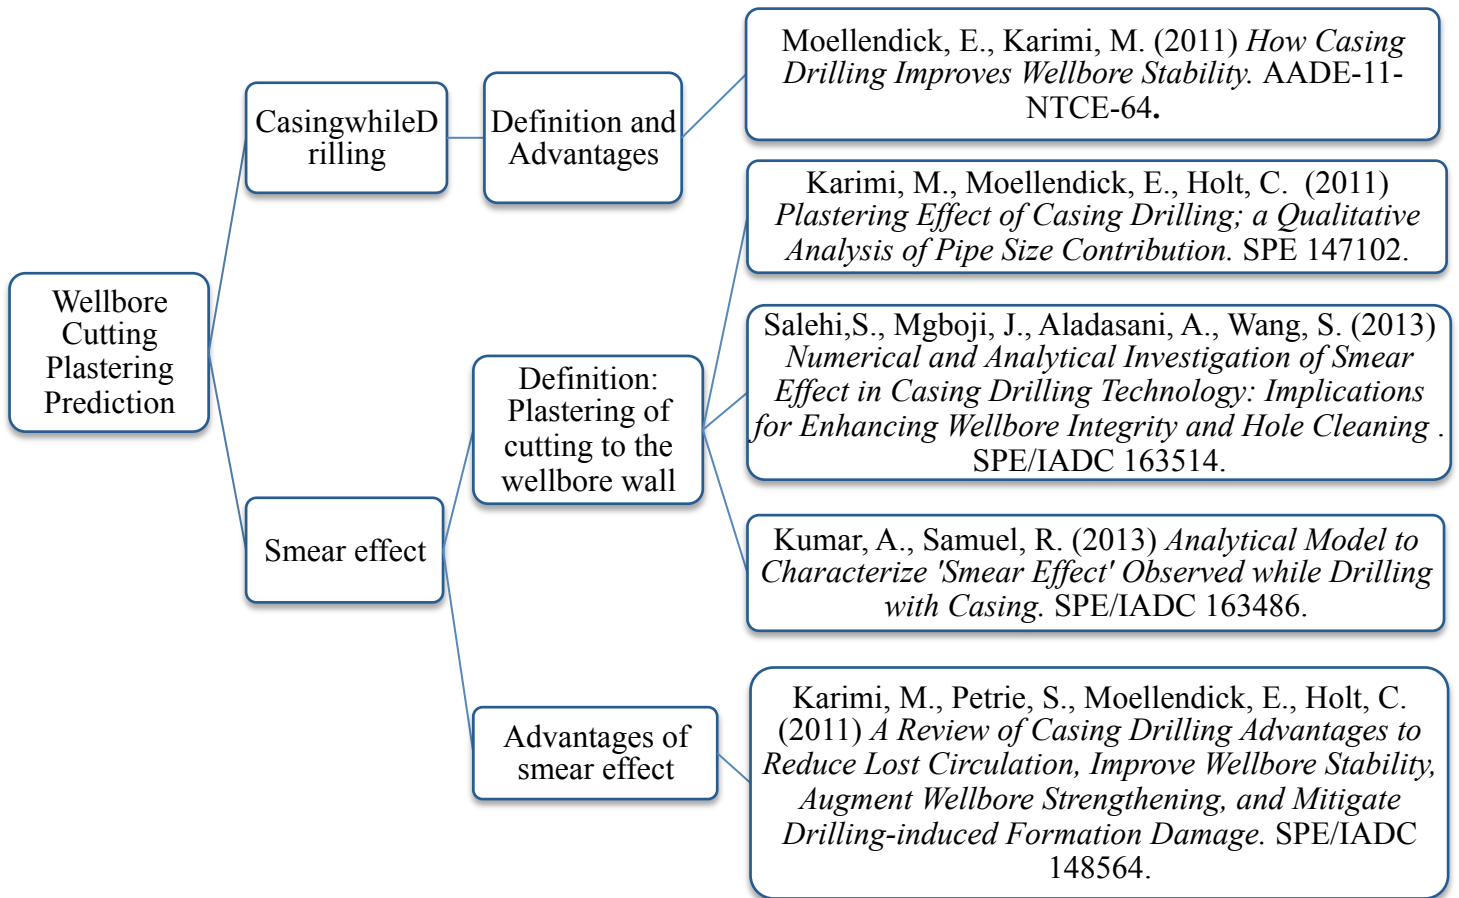 Wellbore
Cutting
Plastering
Prediction
CasingwhileD
rilling
Definition and
Advantages
Moellendick, E., Karimi, M. (2011) How Casing
Drilling Improves Wellbore Stability. AADE-11-
NTCE-64.
Smear effect
Definition:
Plastering of
cutting to the
wellbore wall
Karimi, M., Moellendick, E., Holt, C. (2011)
Plastering Effect of Casing Drilling; a Qualitative
Analysis of Pipe Size Contribution. SPE 147102.
Salehi,S., Mgboji, J., Aladasani, A., Wang, S. (2013)
Numerical and Analytical Investigation of Smear
Effect in Casing Drilling Technology: Implications
for Enhancing Wellbore Integrity and Hole Cleaning .
SPE/IADC 163514.
Kumar, A., Samuel, R. (2013) Analytical Model to
Characterize 'Smear Effect' Observed while Drilling
with Casing. SPE/IADC 163486.
Advantages of
smear effect
Karimi, M., Petrie, S., Moellendick, E., Holt, C.
(2011) A Review of Casing Drilling Advantages to
Reduce Lost Circulation, Improve Wellbore Stability,
Augment Wellbore Strengthening, and Mitigate
Drilling-induced Formation Damage. SPE/IADC
148564.